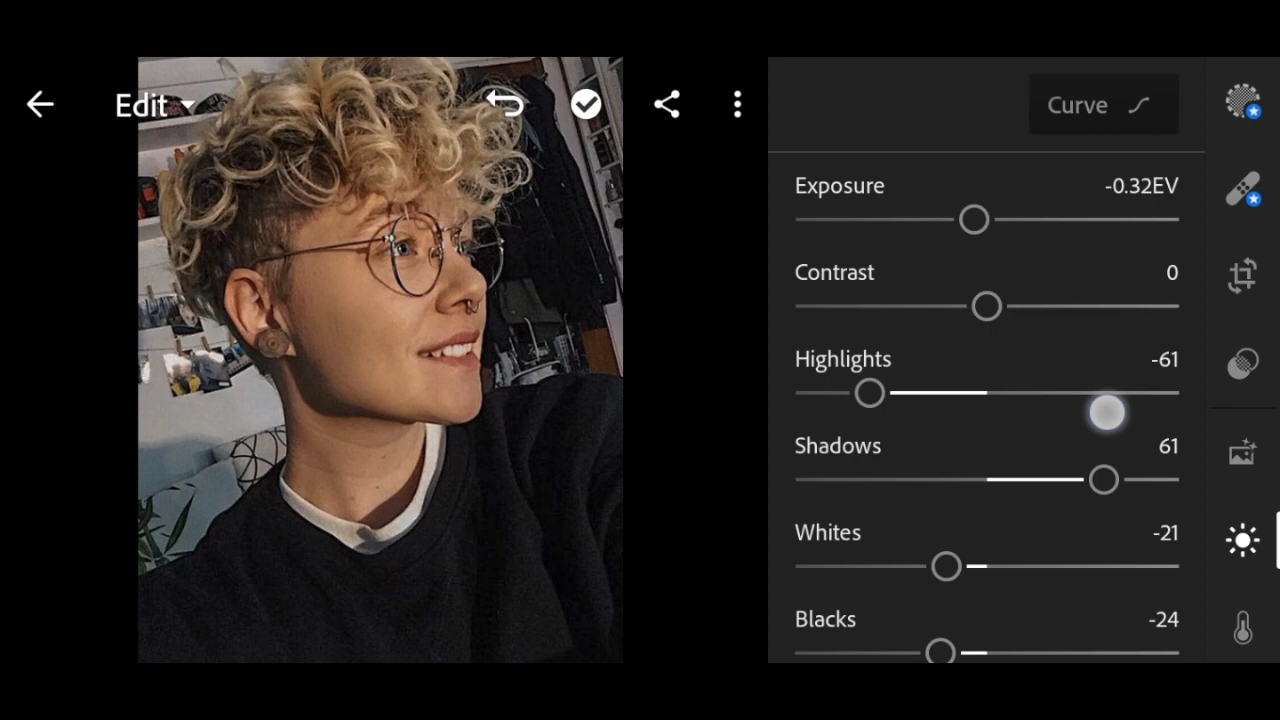 Edit
Curve
Exposure -0.32EV
Contrast 0
Highlights -61
Shadows 61
Whites -21
Blacks -24